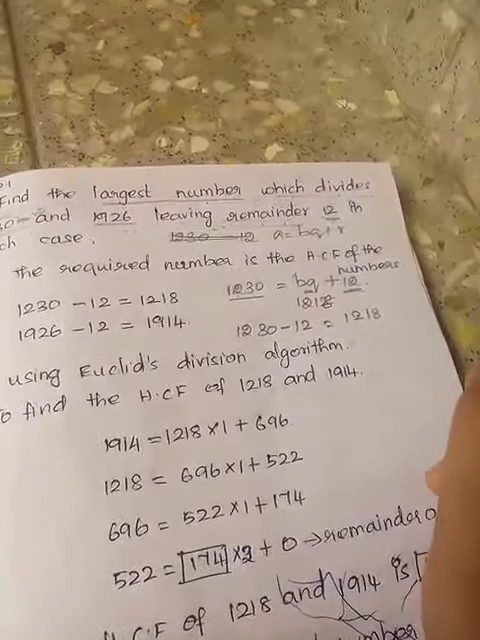 Find the largest number which divides
and 1926 leaving remainder 12 in
case. 1230 - 12 a=bq+r
the required number is the H.C.F of the
numbers
1230 - 12 = 1218 1230 = bq + 12.
1218
1926 - 12 = 1914. 1230-12 = 1218
using Euclid's division algorithm.
To find the H.C.F of 1218 and 1914.
1914 = 1218 x 1 + 696.
1218 = 696 x 1 + 522
696 = 522 x 1 + 174
522 = 174 x 3 + 0 → remainder 0
H.C.F of 1218 and 1914 is